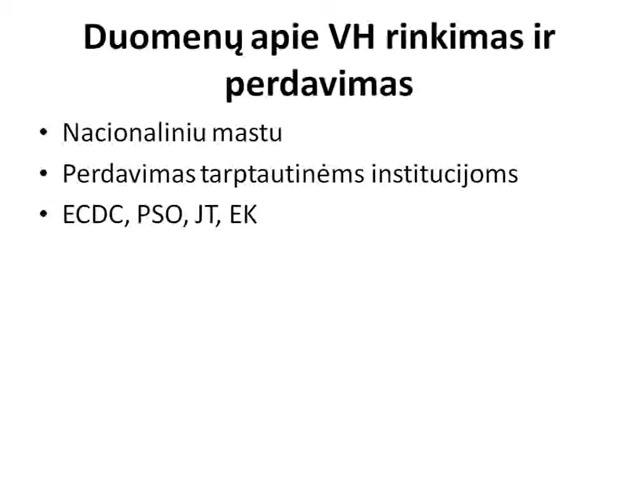 Duomenų apie VH rinkimas ir
perdavimas
• Nacionaliniu mastu
• Perdavimas tarptautinėms institucijoms
• ECDC, PSO, JT, EK